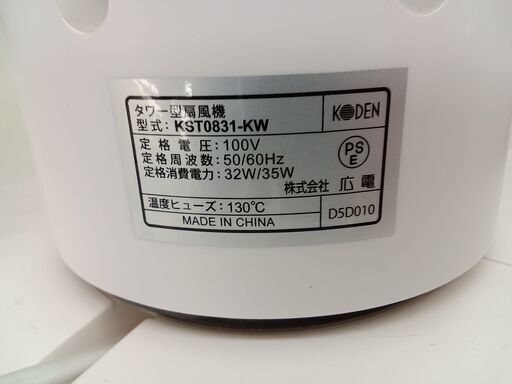 タワー型扇風機
型式: KST0831-KW
KODEN
定格電圧: 100V
定格周波数: 50/60Hz
定格消費電力: 32W/35W
PS
E
株式会社 広電
温度ヒューズ: 130℃
MADE IN CHINA
D5D010